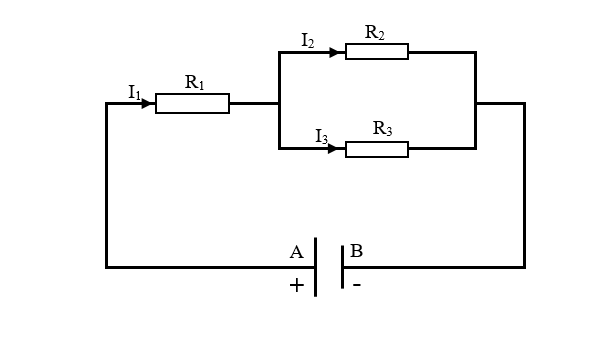 I₂ R₂
I₁ R₁
I₃ R₃
A B
+ -